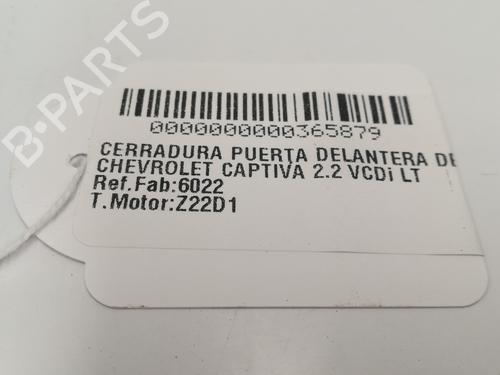 B-PARTS
0000000000365879
CERRADURA PUERTA DELANTERA DE
CHEVROLET CAPTIVA 2.2 VCDi LT
Ref.Fab:6022
T.Motor:Z22D1